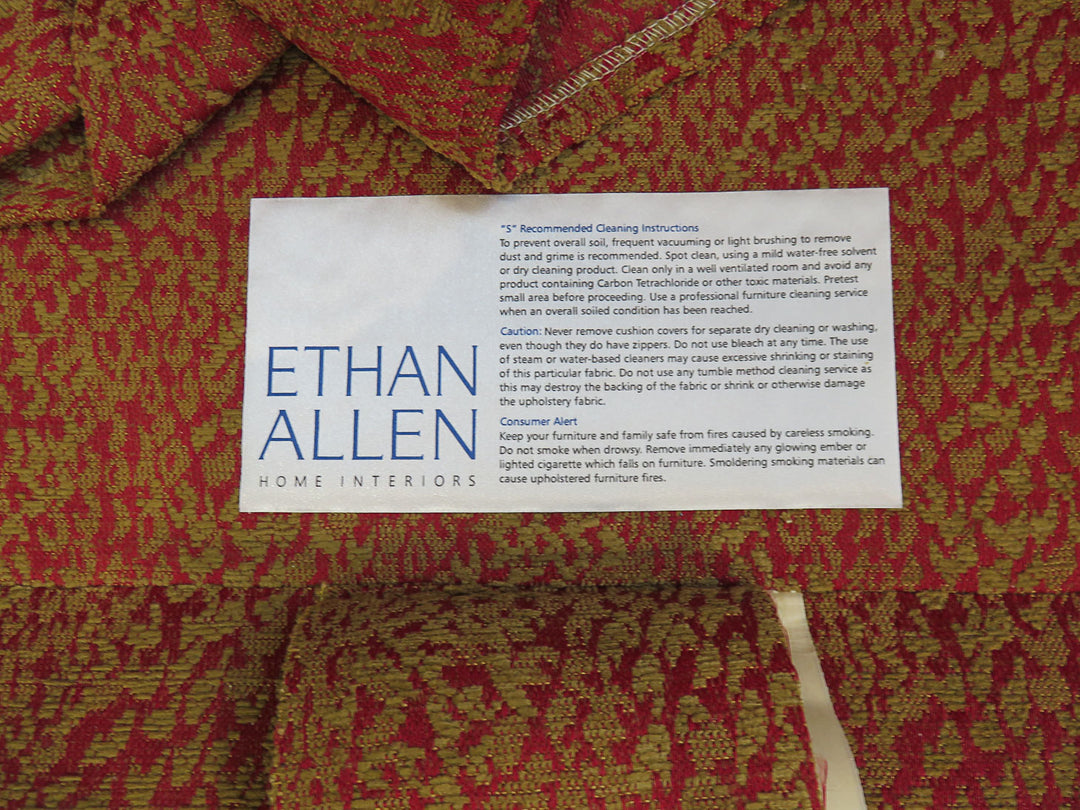 ETHAN
ALLEN
HOME INTERIORS
"S" Recommended Cleaning Instructions
To prevent overall soil, frequent vacuuming or light brushing to remove
dust and grime is recommended. Spot clean, using a mild water-free solvent
or dry cleaning product. Clean only in a well ventilated room and avoid any
product containing Carbon Tetrachloride or other toxic materials. Pretest
small area before proceeding. Use a professional furniture cleaning service
when an overall soiled condition has been reached.
Caution: Never remove cushion covers for separate dry cleaning or washing,
even though they do have zippers. Do not use bleach at any time. The use
of steam or water-based cleaners may cause excessive shrinking or staining
of this particular fabric. Do not use any tumble method cleaning service as
this may destroy the backing of the fabric or shrink or otherwise damage
the upholstery fabric.
Consumer Alert
Keep your furniture and family safe from fires caused by careless smoking.
Do not smoke when drowsy. Remove immediately any glowing ember or
lighted cigarette which falls on furniture. Smoldering smoking materials can
cause upholstered furniture fires.